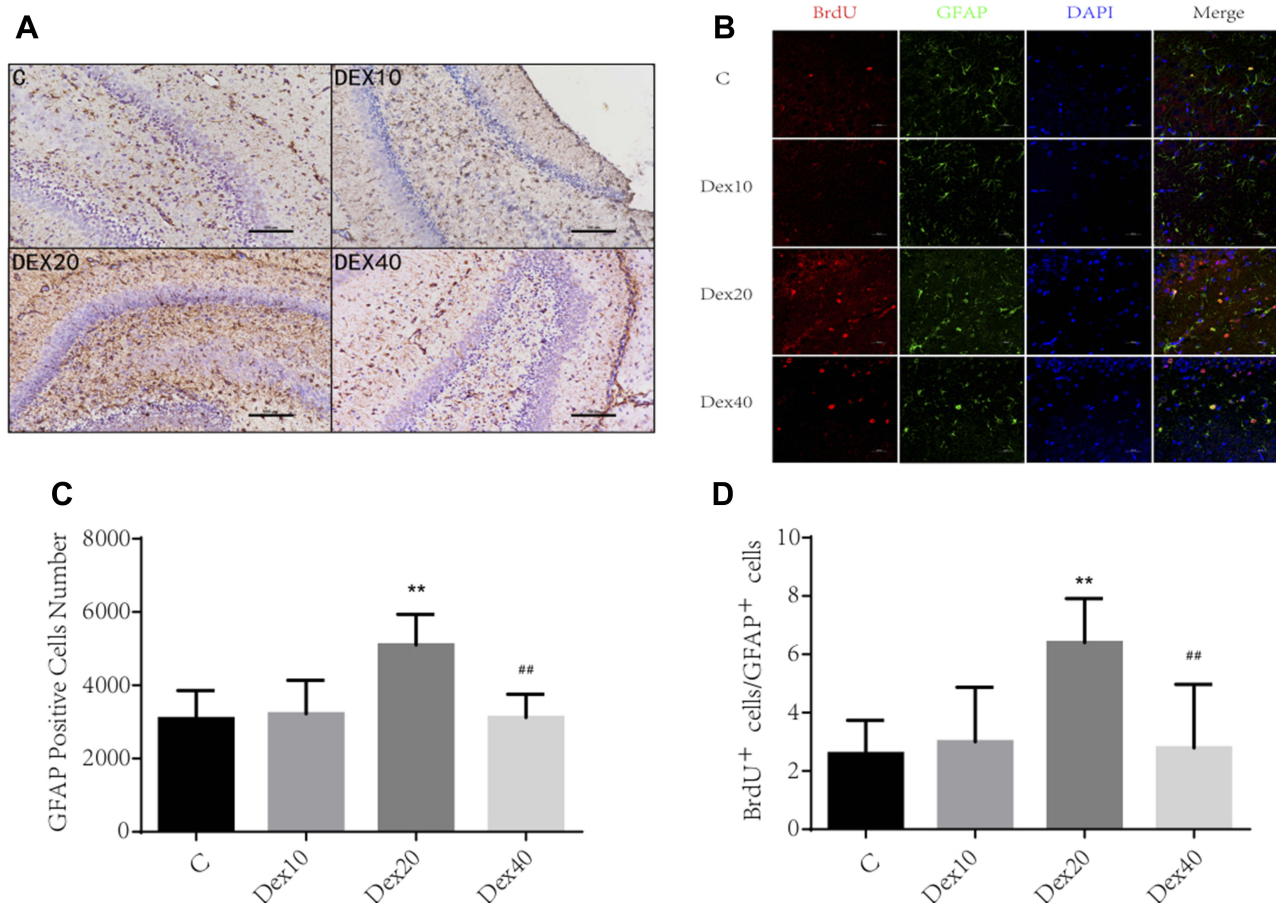 A
C
DEX10
DEX20
DEX40
B
BrdU GFAP DAPI Merge
C
Dex10
Dex20
Dex40
C
GFAP Positive Cells Number
8000
6000
4000
2000
0
**
##
C Dex10 Dex20 Dex40
D
BrdU⁺ cells/GFAP⁺ cells
10
8
6
4
2
0
**
##
C Dex10 Dex20 Dex40